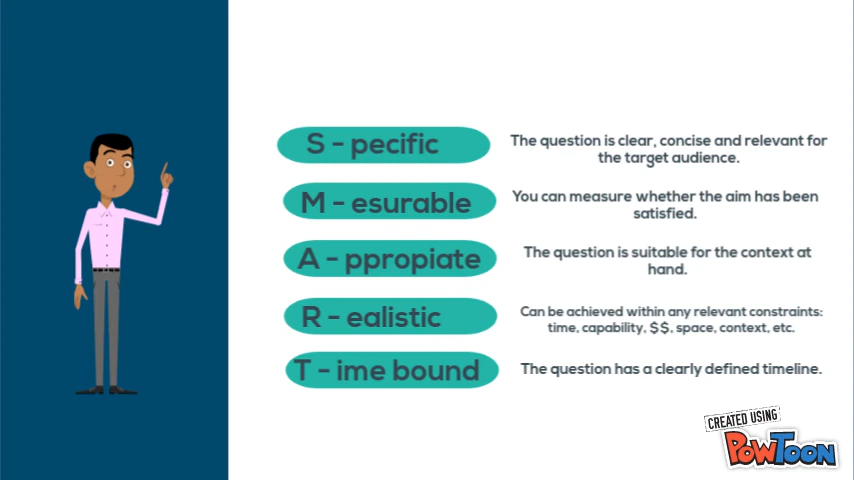 S - pecific
The question is clear, concise and relevant for
the target audience.
M - esurable
You can measure whether the aim has been
satisfied.
A - ppropiate
The question is suitable for the context at
hand.
R - ealistic
Can be achieved within any relevant constraints:
time, capability, $$, space, context, etc.
T - ime bound
The question has a clearly defined timeline.
CREATED USING
POWTOON